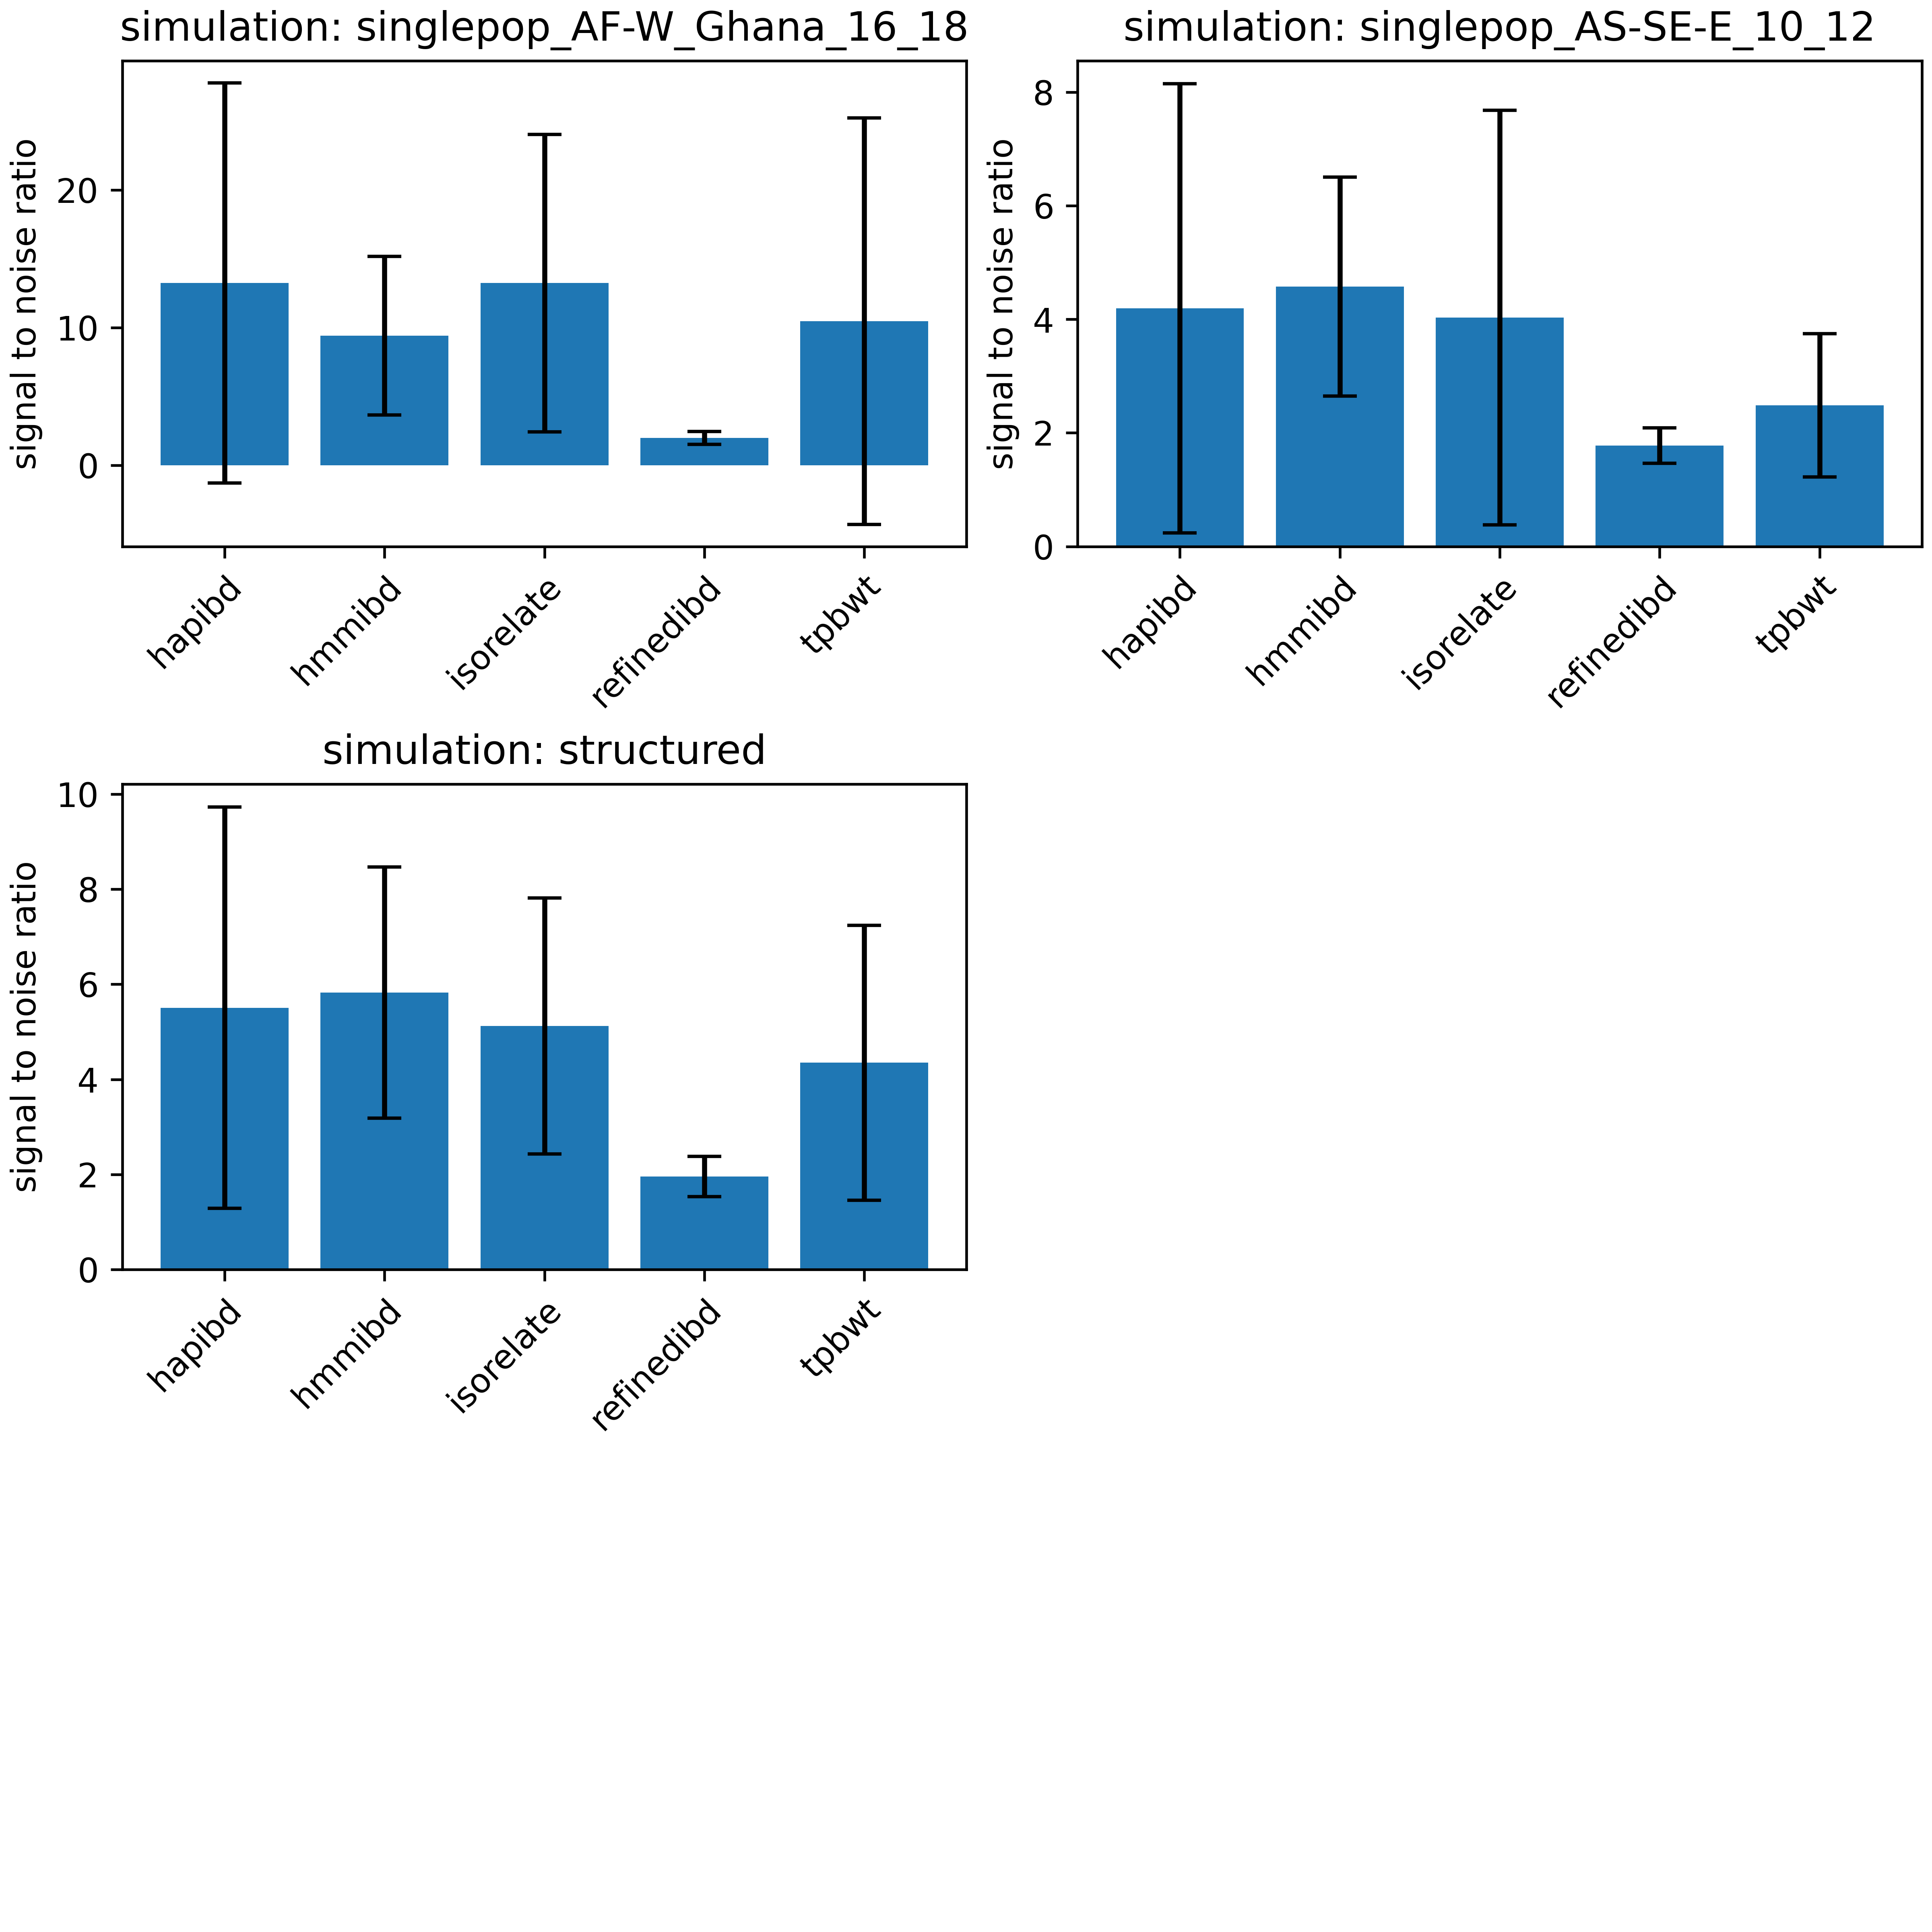 simulation: singlepop_AF-W_Ghana_16_18
signal to noise ratio
20
10
0
hapibd
hmmibd
isorelate
refinedibd
tpbwt
simulation: singlepop_AS-SE-E_10_12
signal to noise ratio
8
6
4
2
0
hapibd
hmmibd
isorelate
refinedibd
tpbwt
simulation: structured
signal to noise ratio
10
8
6
4
2
0
hapibd
hmmibd
isorelate
refinedibd
tpbwt